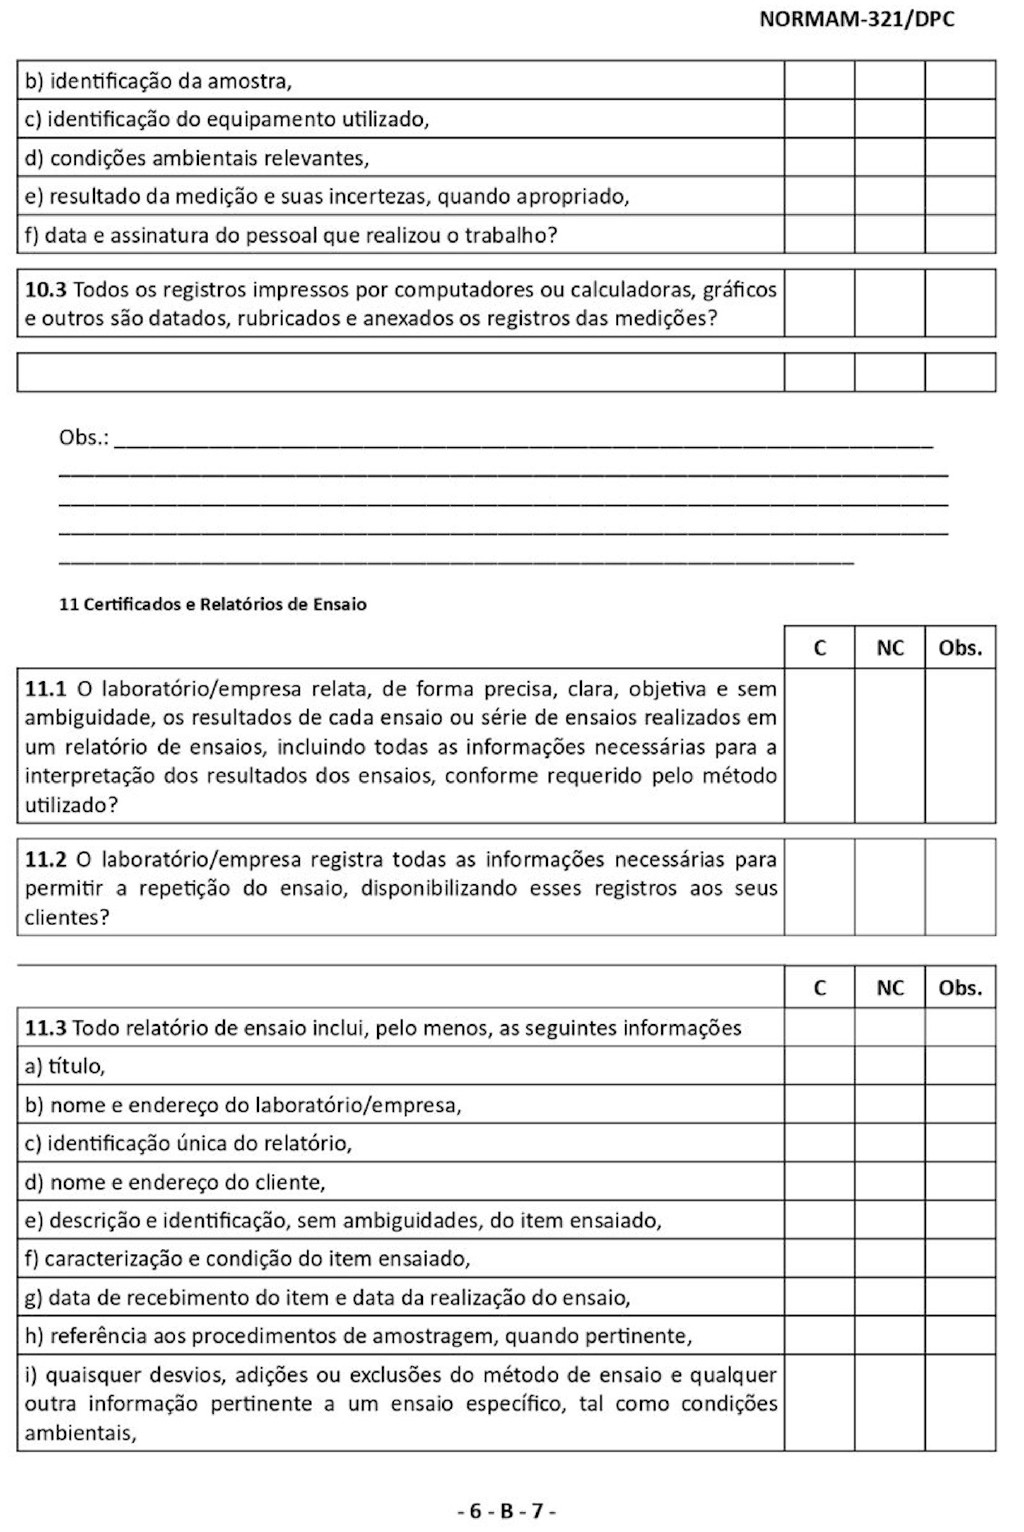 NORMAM-321/DPC
b) identificação da amostra,
c) identificação do equipamento utilizado,
d) condições ambientais relevantes,
e) resultado da medição e suas incertezas, quando apropriado,
f) data e assinatura do pessoal que realizou o trabalho?
10.3 Todos os registros impressos por computadores ou calculadoras, gráficos
e outros são datados, rubricados e anexados os registros das medições?
Obs.:
11 Certificados e Relatórios de Ensaio
C NC Obs.
11.1 O laboratório/empresa relata, de forma precisa, clara, objetiva e sem
ambiguidade, os resultados de cada ensaio ou série de ensaios realizados em
um relatório de ensaios, incluindo todas as informações necessárias para a
interpretação dos resultados dos ensaios, conforme requerido pelo método
utilizado?
11.2 O laboratório/empresa registra todas as informações necessárias para
permitir a repetição do ensaio, disponibilizando esses registros aos seus
clientes?
C NC Obs.
11.3 Todo relatório de ensaio inclui, pelo menos, as seguintes informações
a) título,
b) nome e endereço do laboratório/empresa,
c) identificação única do relatório,
d) nome e endereço do cliente,
e) descrição e identificação, sem ambiguidades, do item ensaiado,
f) caracterização e condição do item ensaiado,
g) data de recebimento do item e data da realização do ensaio,
h) referência aos procedimentos de amostragem, quando pertinente,
i) quaisquer desvios, adições ou exclusões do método de ensaio e qualquer
outra informação pertinente a um ensaio específico, tal como condições
ambientais,
- 6 - B - 7 -